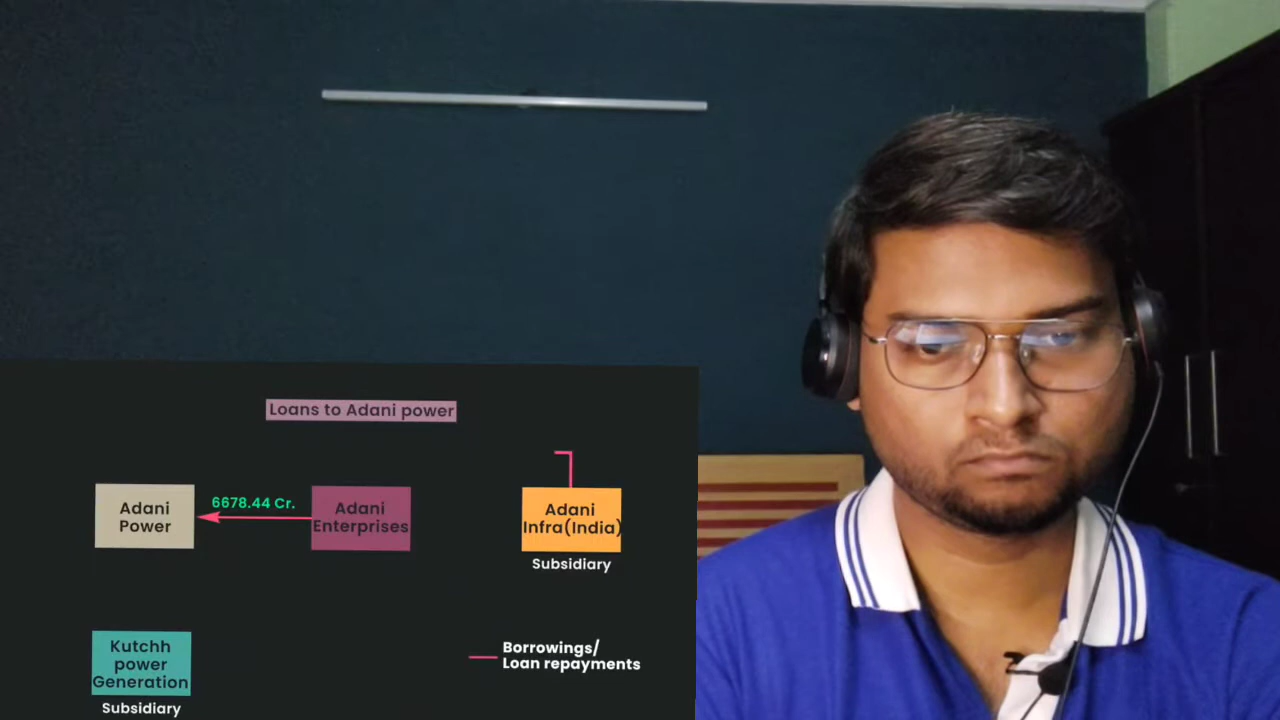 Loans to Adani power
Adani
Power
6678.44 Cr.
Adani
Enterprises
Adani
Infra(India)
Subsidiary
Kutchh
power
Generation
Subsidiary
Borrowings/
Loan repayments